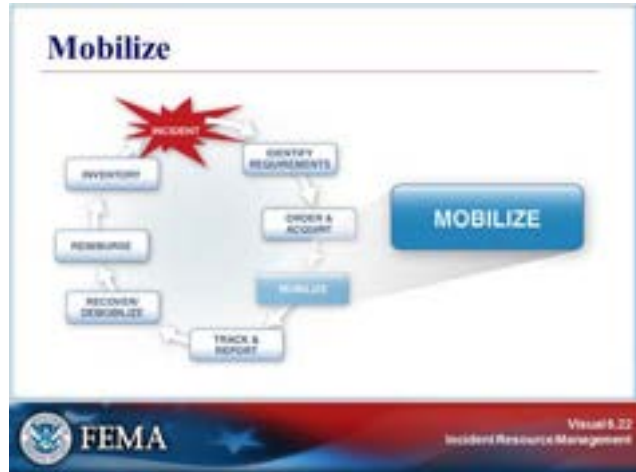 Mobilize
INCIDENT
IDENTIFY
REQUIREMENTS
ORDER &
ACQUIRE
MOBILIZE
TRACK &
REPORT
RECOVER/
DEMOBILIZE
REIMBURSE
INVENTORY
MOBILIZE
FEMA
Visual 6.22
Incident Resource Management